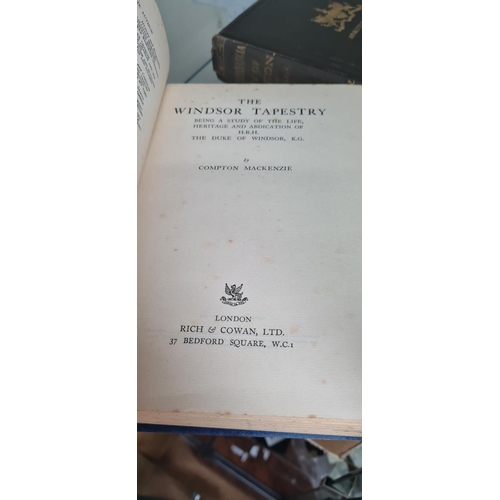 THE
WINDSOR TAPESTRY
BEING A STUDY OF THE LIFE,
HERITAGE AND ABDICATION OF
H.R.H.
THE DUKE OF WINDSOR, K.G.
by
COMPTON MACKENZIE
LONDON
RICH & COWAN, LTD.
37 BEDFORD SQUARE, W.C.1